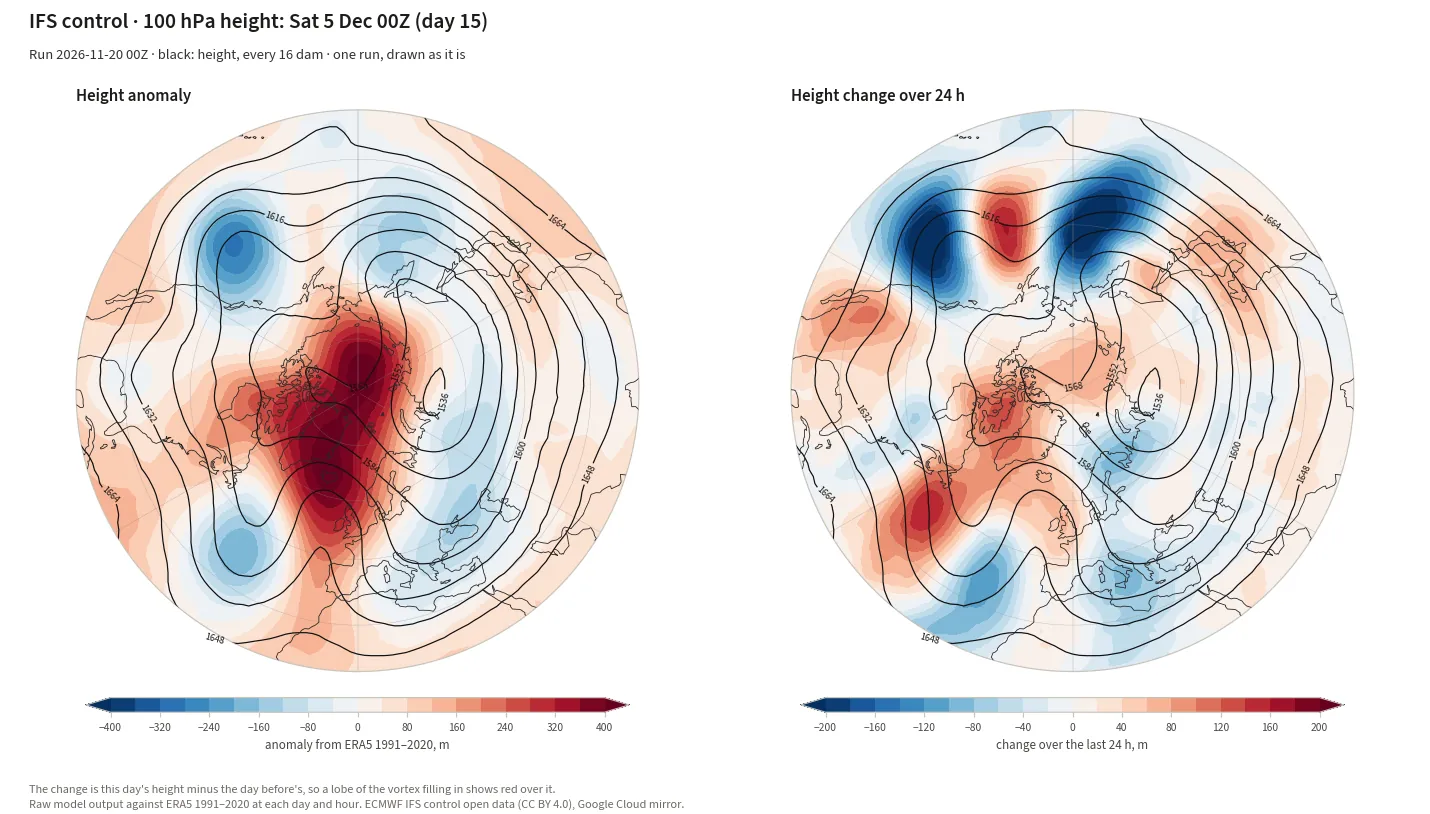 IFS control · 100 hPa height: Sat 5 Dec 00Z (day 15)
Run 2026-11-20 00Z · black: height, every 16 dam · one run, drawn as it is
Height anomaly
Height change over 24 h
1616
1664
1552
1536
1632
1584
1600
1648
1664
1648
1616
1664
1568
1552
1536
1632
1584
1600
1648
1664
1648
−400 −320 −240 −160 −80 0 80 160 240 320 400
anomaly from ERA5 1991–2020, m
−200 −160 −120 −80 −40 0 40 80 120 160 200
change over the last 24 h, m
The change is this day's height minus the day before's, so a lobe of the vortex filling in shows red over it.
Raw model output against ERA5 1991–2020 at each day and hour. ECMWF IFS control open data (CC BY 4.0), Google Cloud mirror.